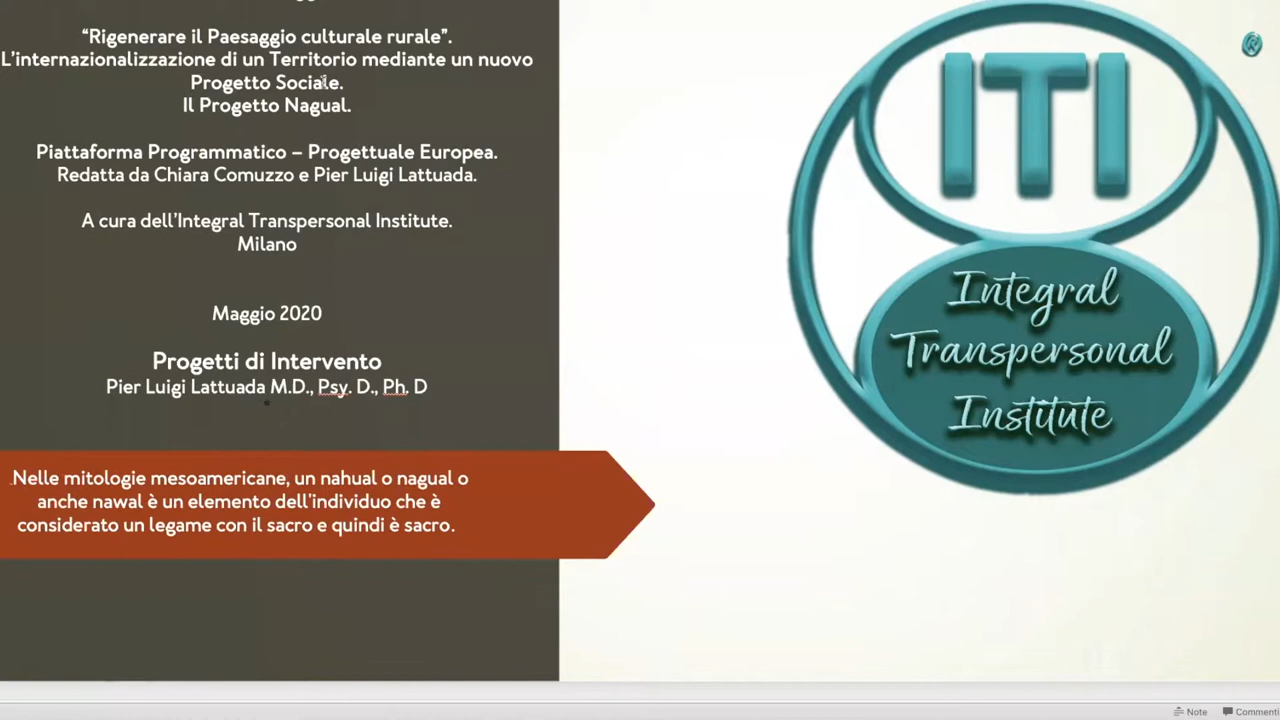 “Rigenerare il Paesaggio culturale rurale”.
L’internazionalizzazione di un Territorio mediante un nuovo
Progetto Sociale.
Il Progetto Nagual.
Piattaforma Programmatico – Progettuale Europea.
Redatta da Chiara Comuzzo e Pier Luigi Lattuada.
A cura dell’Integral Transpersonal Institute.
Milano
Maggio 2020
Progetti di Intervento
Pier Luigi Lattuada M.D., Psy. D., Ph. D
Nelle mitologie mesoamericane, un nahual o nagual o
anche nawal è un elemento dell’individuo che è
considerato un legame con il sacro e quindi è sacro.
®
ITI
Integral
Transpersonal
Institute
Note
Commenti